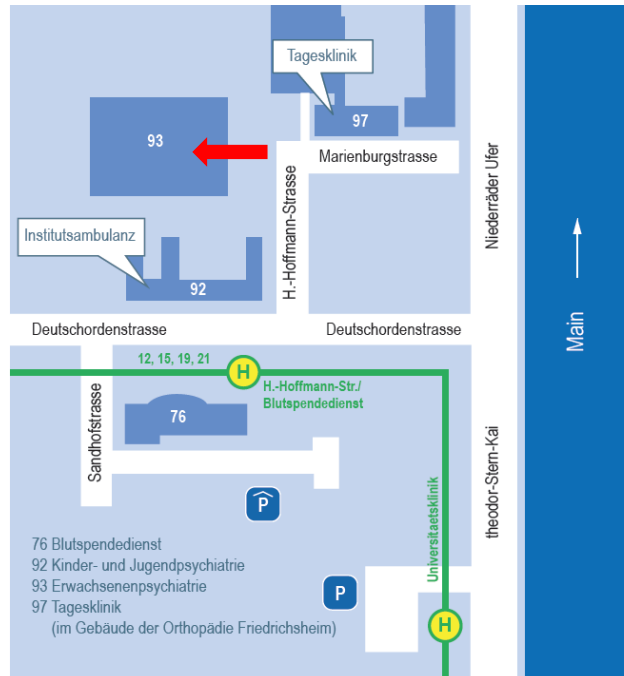 Tagesklinik
97
93
Marienburgstrasse
Niederräder Ufer
H.-Hoffmann-Strasse
Institutsambulanz
92
Main
Deutschordenstrasse
Deutschordenstrasse
12, 15, 19, 21
H
H.-Hoffmann-Str./
Blutspendedienst
76
Sandhofstrasse
theodor-Stern-Kai
P
Universitaetsklinik
76 Blutspendedienst
92 Kinder- und Jugendpsychiatrie
93 Erwachsenenpsychiatrie
97 Tagesklinik
(im Gebäude der Orthopädie Friedrichsheim)
P
H